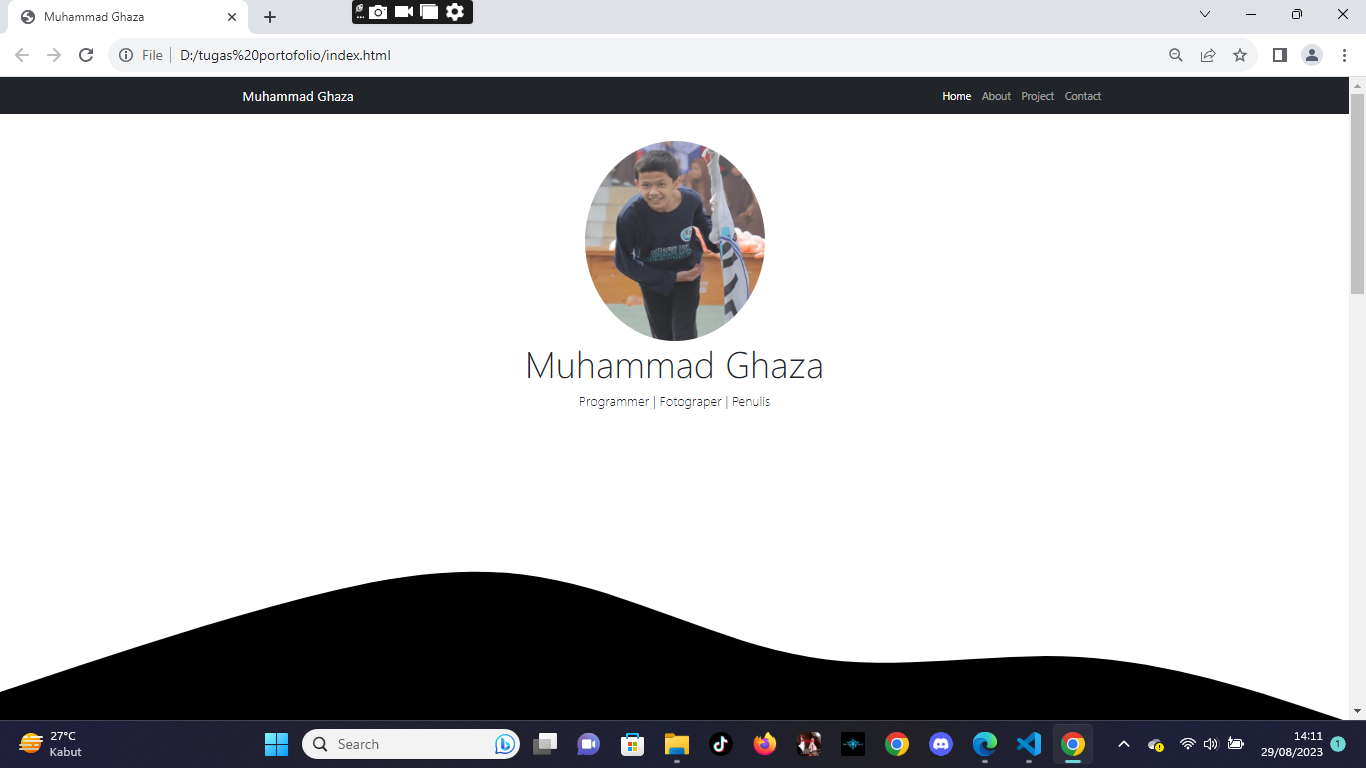 Muhammad Ghaza
File
D:/tugas%20portofolio/index.html
Muhammad Ghaza
Home About Project Contact
Muhammad Ghaza
Programmer | Fotograper | Penulis
27°C
Kabut
Search
14:11
29/08/2023
1